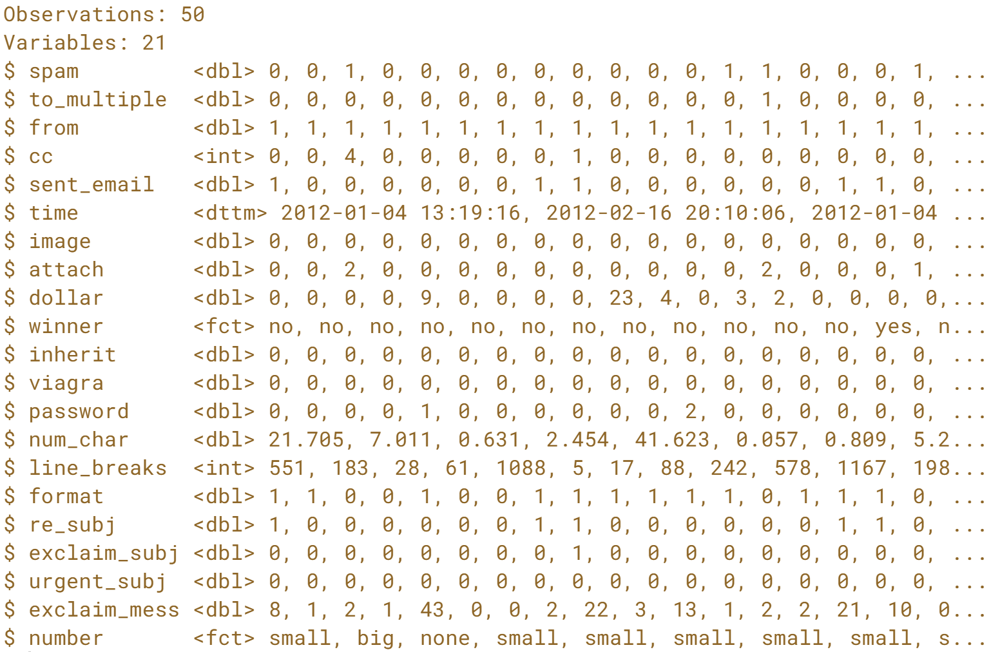 Observations: 50
Variables: 21
$ spam         <dbl> 0, 0, 1, 0, 0, 0, 0, 0, 0, 0, 0, 0, 1, 1, 0, 0, 0, 1, ...
$ to_multiple  <dbl> 0, 0, 0, 0, 0, 0, 0, 0, 0, 0, 0, 0, 0, 1, 0, 0, 0, 0, ...
$ from         <dbl> 1, 1, 1, 1, 1, 1, 1, 1, 1, 1, 1, 1, 1, 1, 1, 1, 1, 1, ...
$ cc           <int> 0, 0, 4, 0, 0, 0, 0, 0, 1, 0, 0, 0, 0, 0, 0, 0, 0, 0, ...
$ sent_email   <dbl> 1, 0, 0, 0, 0, 0, 0, 1, 1, 0, 0, 0, 0, 0, 0, 1, 1, 0, ...
$ time         <dttm> 2012-01-04 13:19:16, 2012-02-16 20:10:06, 2012-01-04 ...
$ image        <dbl> 0, 0, 0, 0, 0, 0, 0, 0, 0, 0, 0, 0, 0, 0, 0, 0, 0, 0, ...
$ attach       <dbl> 0, 0, 2, 0, 0, 0, 0, 0, 0, 0, 0, 0, 0, 2, 0, 0, 0, 1, ...
$ dollar       <dbl> 0, 0, 0, 0, 9, 0, 0, 0, 0, 23, 4, 0, 3, 2, 0, 0, 0, 0,...
$ winner       <fct> no, no, no, no, no, no, no, no, no, no, no, no, yes, n...
$ inherit      <dbl> 0, 0, 0, 0, 0, 0, 0, 0, 0, 0, 0, 0, 0, 0, 0, 0, 0, 0, ...
$ viagra       <dbl> 0, 0, 0, 0, 0, 0, 0, 0, 0, 0, 0, 0, 0, 0, 0, 0, 0, 0, ...
$ password     <dbl> 0, 0, 0, 0, 1, 0, 0, 0, 0, 0, 0, 2, 0, 0, 0, 0, 0, 0, ...
$ num_char     <dbl> 21.705, 7.011, 0.631, 2.454, 41.623, 0.057, 0.809, 5.2...
$ line_breaks  <int> 551, 183, 28, 61, 1088, 5, 17, 88, 242, 578, 1167, 198...
$ format       <dbl> 1, 1, 0, 0, 1, 0, 0, 1, 1, 1, 1, 1, 1, 0, 1, 1, 1, 0, ...
$ re_subj      <dbl> 1, 0, 0, 0, 0, 0, 0, 1, 1, 0, 0, 0, 0, 0, 0, 1, 1, 0, ...
$ exclaim_subj <dbl> 0, 0, 0, 0, 0, 0, 0, 0, 1, 0, 0, 0, 0, 0, 0, 0, 0, 0, ...
$ urgent_subj  <dbl> 0, 0, 0, 0, 0, 0, 0, 0, 0, 0, 0, 0, 0, 0, 0, 0, 0, 0, ...
$ exclaim_mess <dbl> 8, 1, 2, 1, 43, 0, 0, 2, 22, 3, 13, 1, 2, 2, 21, 10, 0...
$ number       <fct> small, big, none, small, small, small, small, small, s...